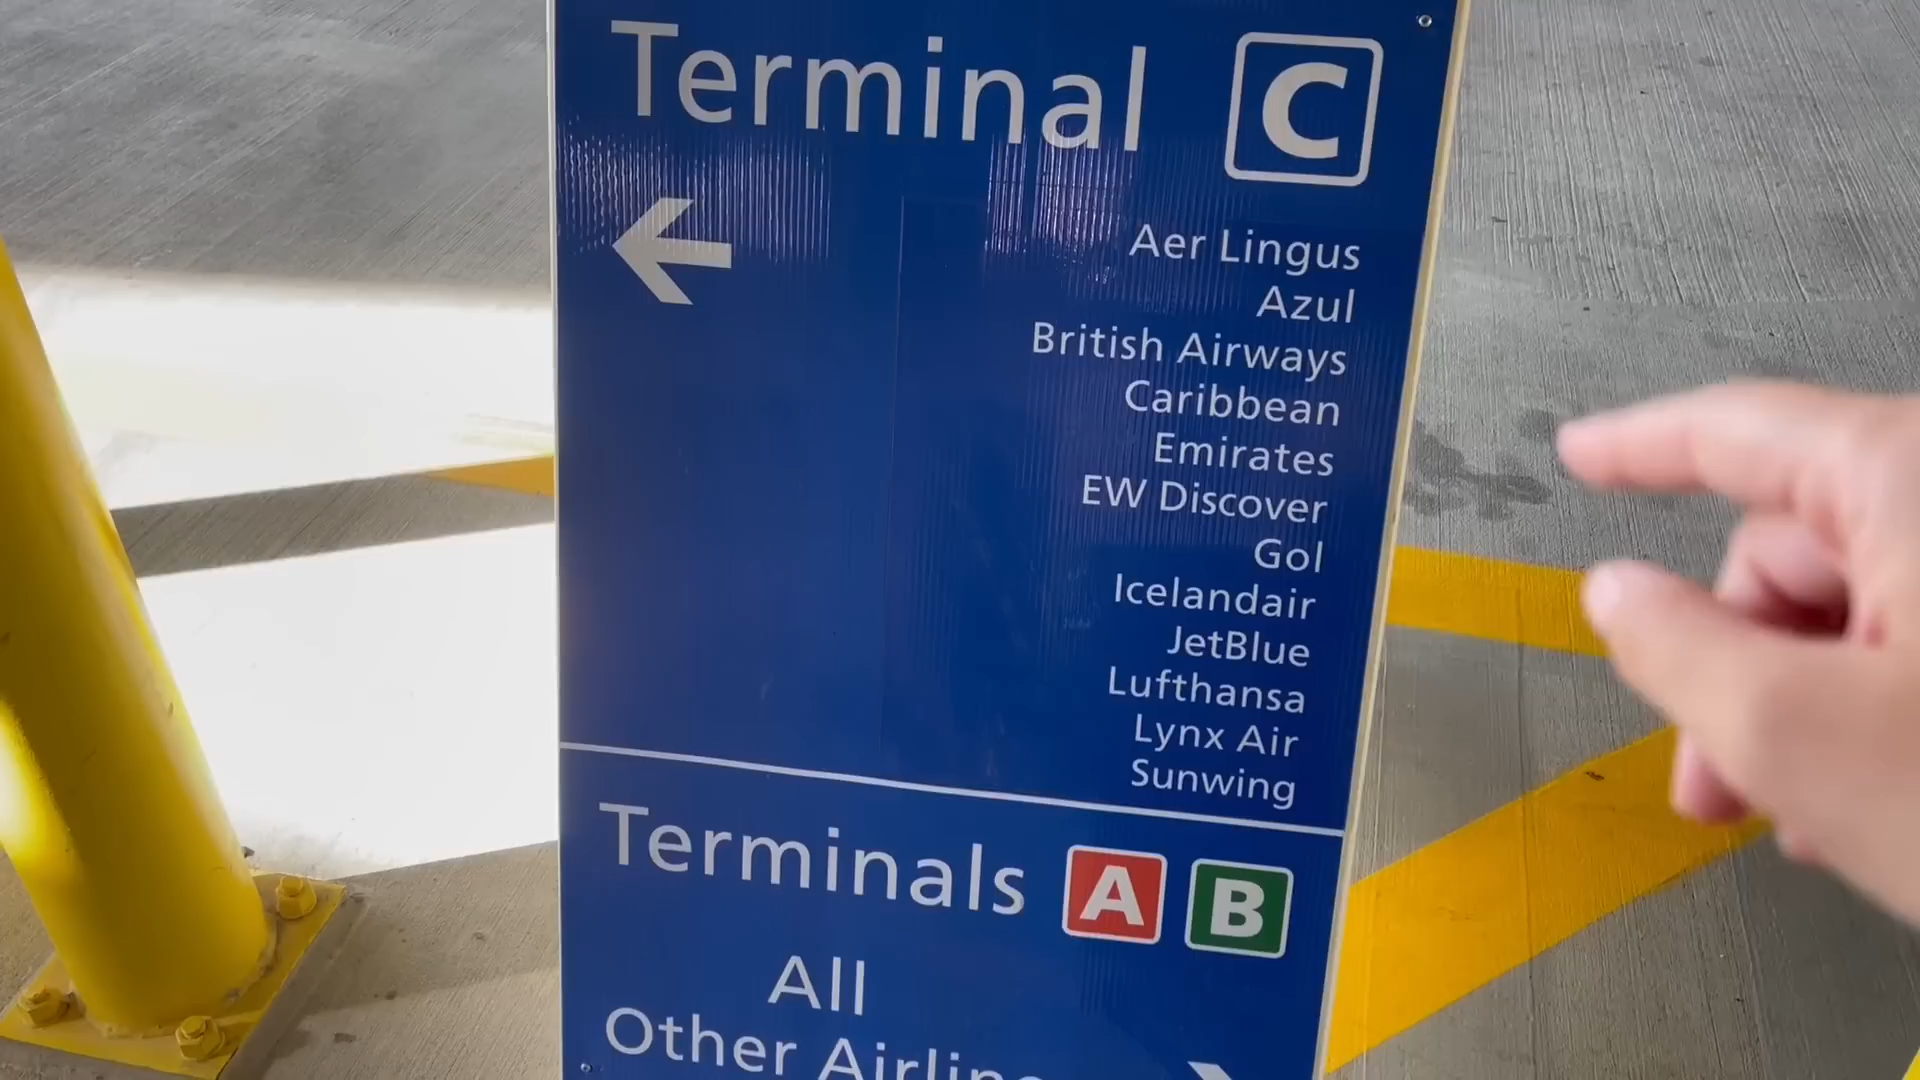 Terminal C
Aer Lingus
Azul
British Airways
Caribbean
Emirates
EW Discover
Gol
Icelandair
JetBlue
Lufthansa
Lynx Air
Sunwing
Terminals A B
All
Other